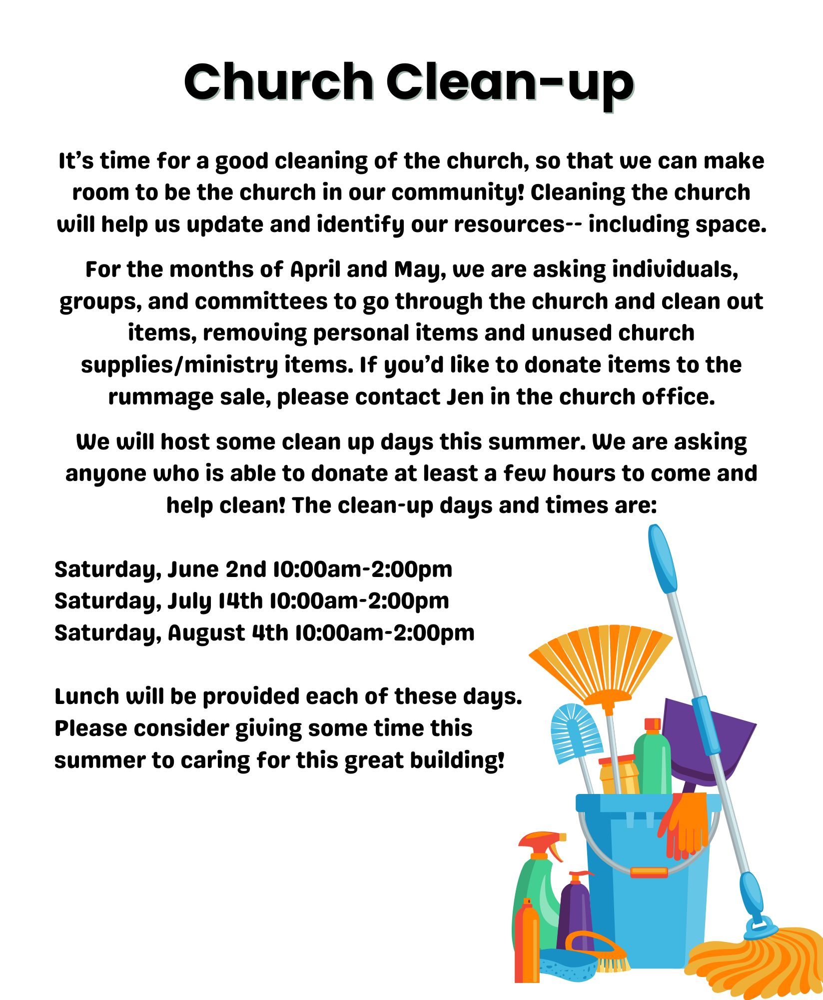 Church Clean-up
It’s time for a good cleaning of the church, so that we can make
room to be the church in our community! Cleaning the church
will help us update and identify our resources-- including space.
For the months of April and May, we are asking individuals,
groups, and committees to go through the church and clean out
items, removing personal items and unused church
supplies/ministry items. If you’d like to donate items to the
rummage sale, please contact Jen in the church office.
We will host some clean up days this summer. We are asking
anyone who is able to donate at least a few hours to come and
help clean! The clean-up days and times are:
Saturday, June 2nd 10:00am-2:00pm
Saturday, July 14th 10:00am-2:00pm
Saturday, August 4th 10:00am-2:00pm
Lunch will be provided each of these days.
Please consider giving some time this
summer to caring for this great building!